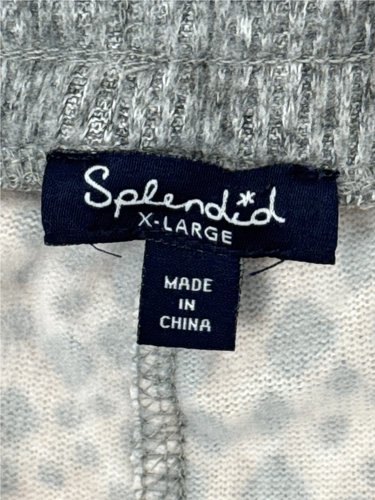 Splendid
X-LARGE
MADE
IN
CHINA